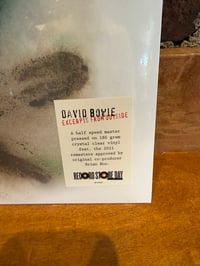 DAVID BOWIE
EXCERPTS FROM OUTSIDE
A half speed master
pressed on 180 gram
crystal clear vinyl
feat. the 2021
remasters approved by
original co-producer
Brian Eno.
RECORD STORE DAY